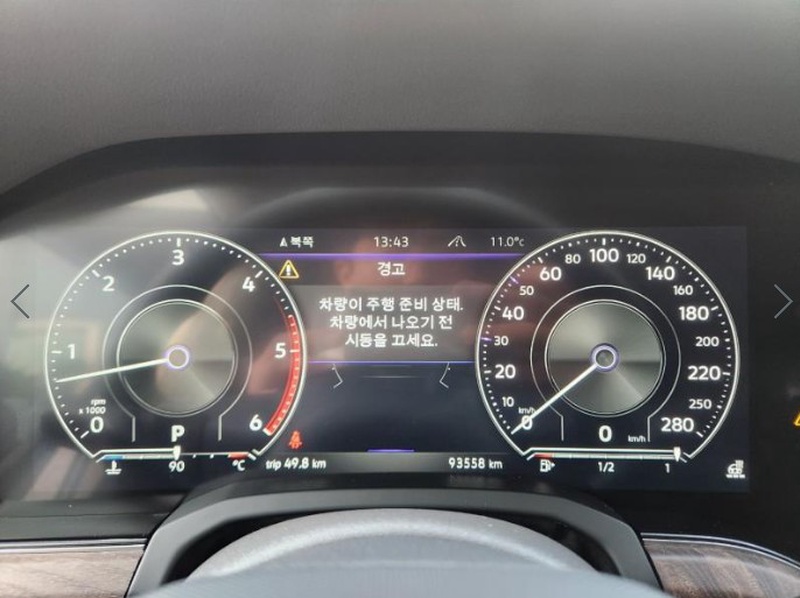 북쪽 13:43 11.0°C
경고
차량이 주행 준비 상태.
차량에서 나오기 전
시동을 끄세요.
0 1 2 3 4 5 6
rpm
x 1000
P
90 °C
0 10 20 30 40 50 60 80 100 120 140 160 180 200 220 250 280
km/h
0 km/h
1/2 1
trip 49.8 km 93558 km